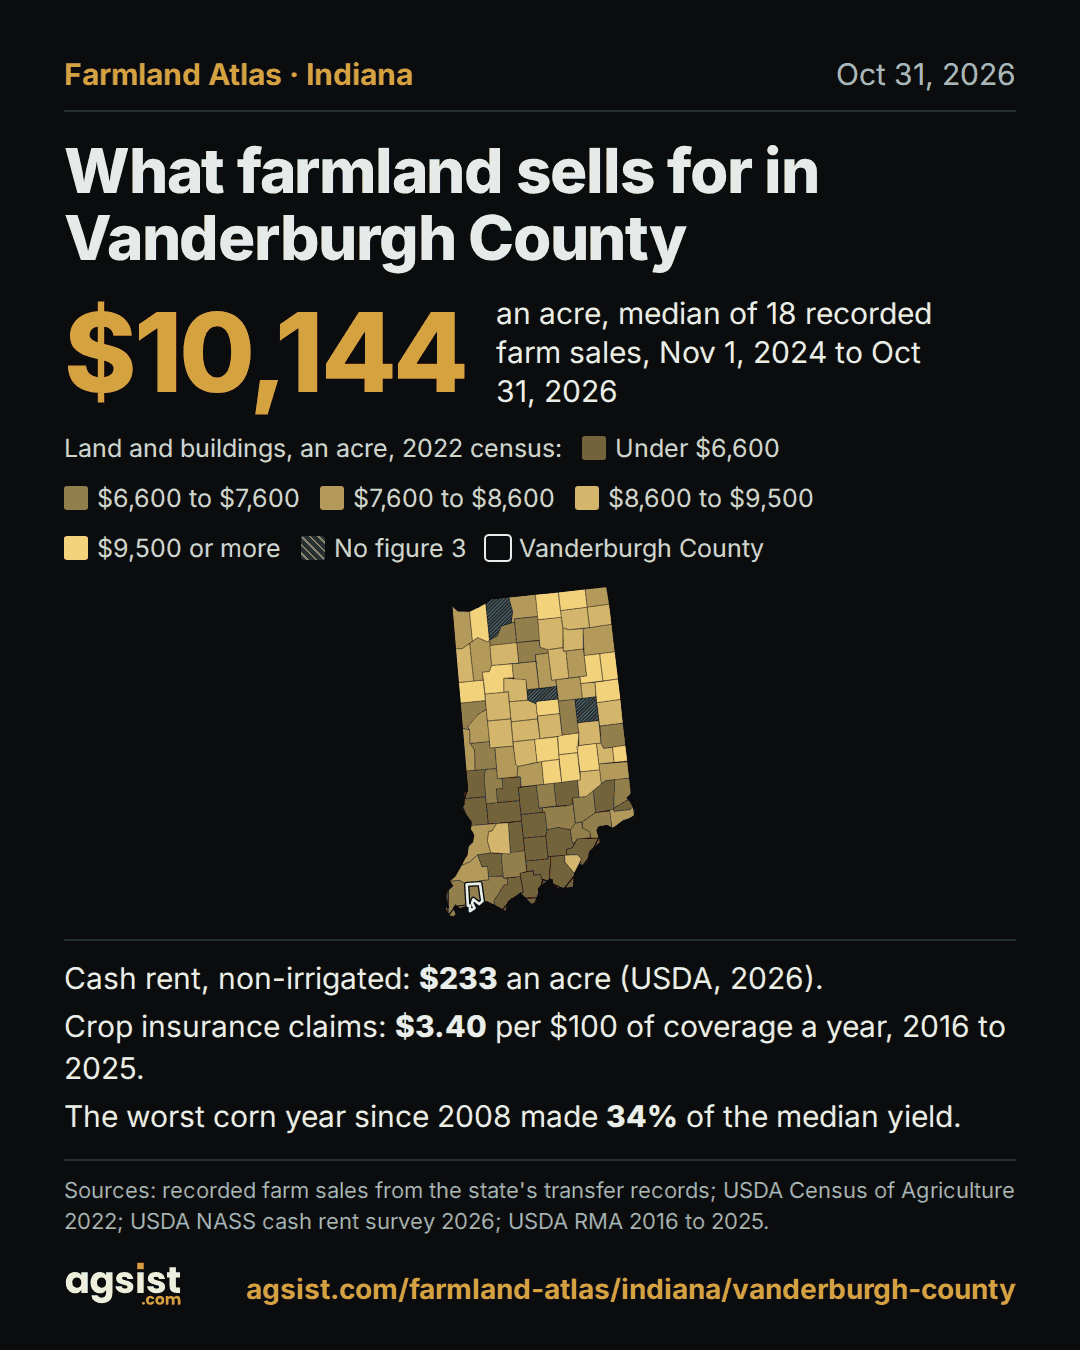 Farmland Atlas · Indiana
Oct 31, 2026
What farmland sells for in
Vanderburgh County
$10,144
an acre, median of 18 recorded
farm sales, Nov 1, 2024 to Oct
31, 2026
Land and buildings, an acre, 2022 census: Under $6,600
$6,600 to $7,600 $7,600 to $8,600 $8,600 to $9,500
$9,500 or more No figure 3 Vanderburgh County
Cash rent, non-irrigated: $233 an acre (USDA, 2026).
Crop insurance claims: $3.40 per $100 of coverage a year, 2016 to
2025.
The worst corn year since 2008 made 34% of the median yield.
Sources: recorded farm sales from the state's transfer records; USDA Census of Agriculture
2022; USDA NASS cash rent survey 2026; USDA RMA 2016 to 2025.
agsist
.com
agsist.com/farmland-atlas/indiana/vanderburgh-county